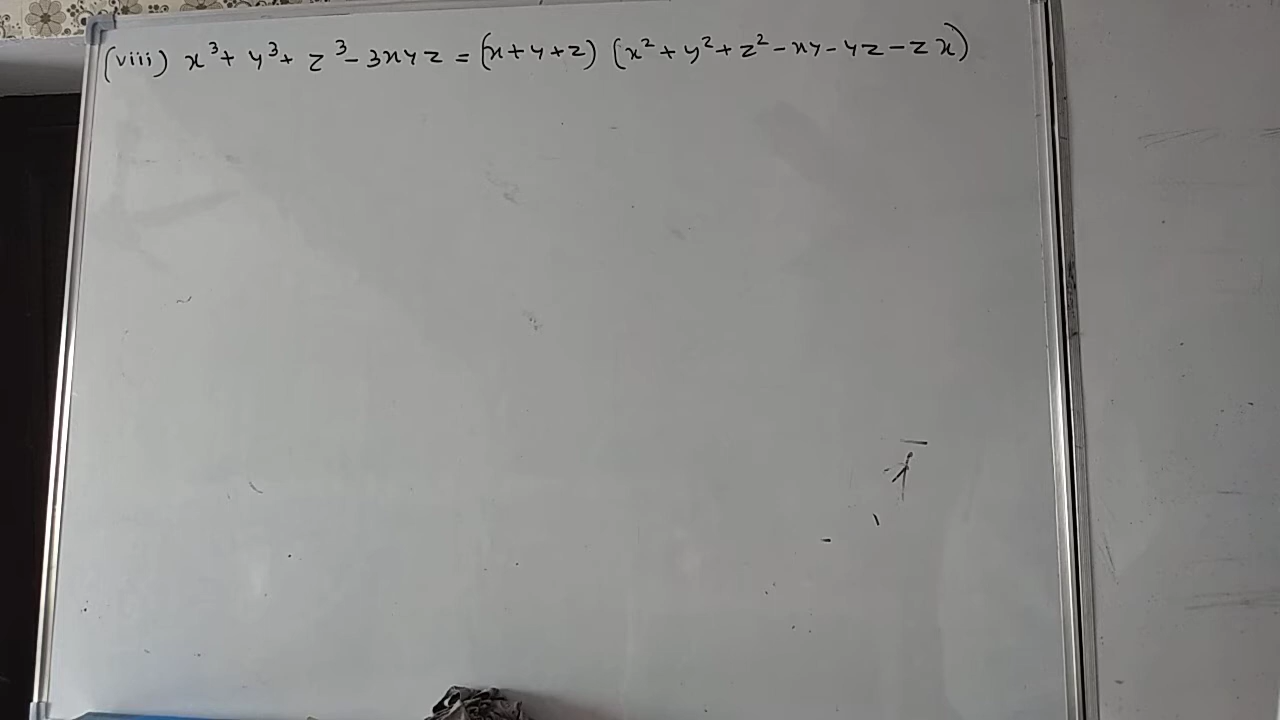 (viii) x³ + y³ + z³ - 3xyz = (x+y+z) (x² + y² + z² - xy - yz - zx)